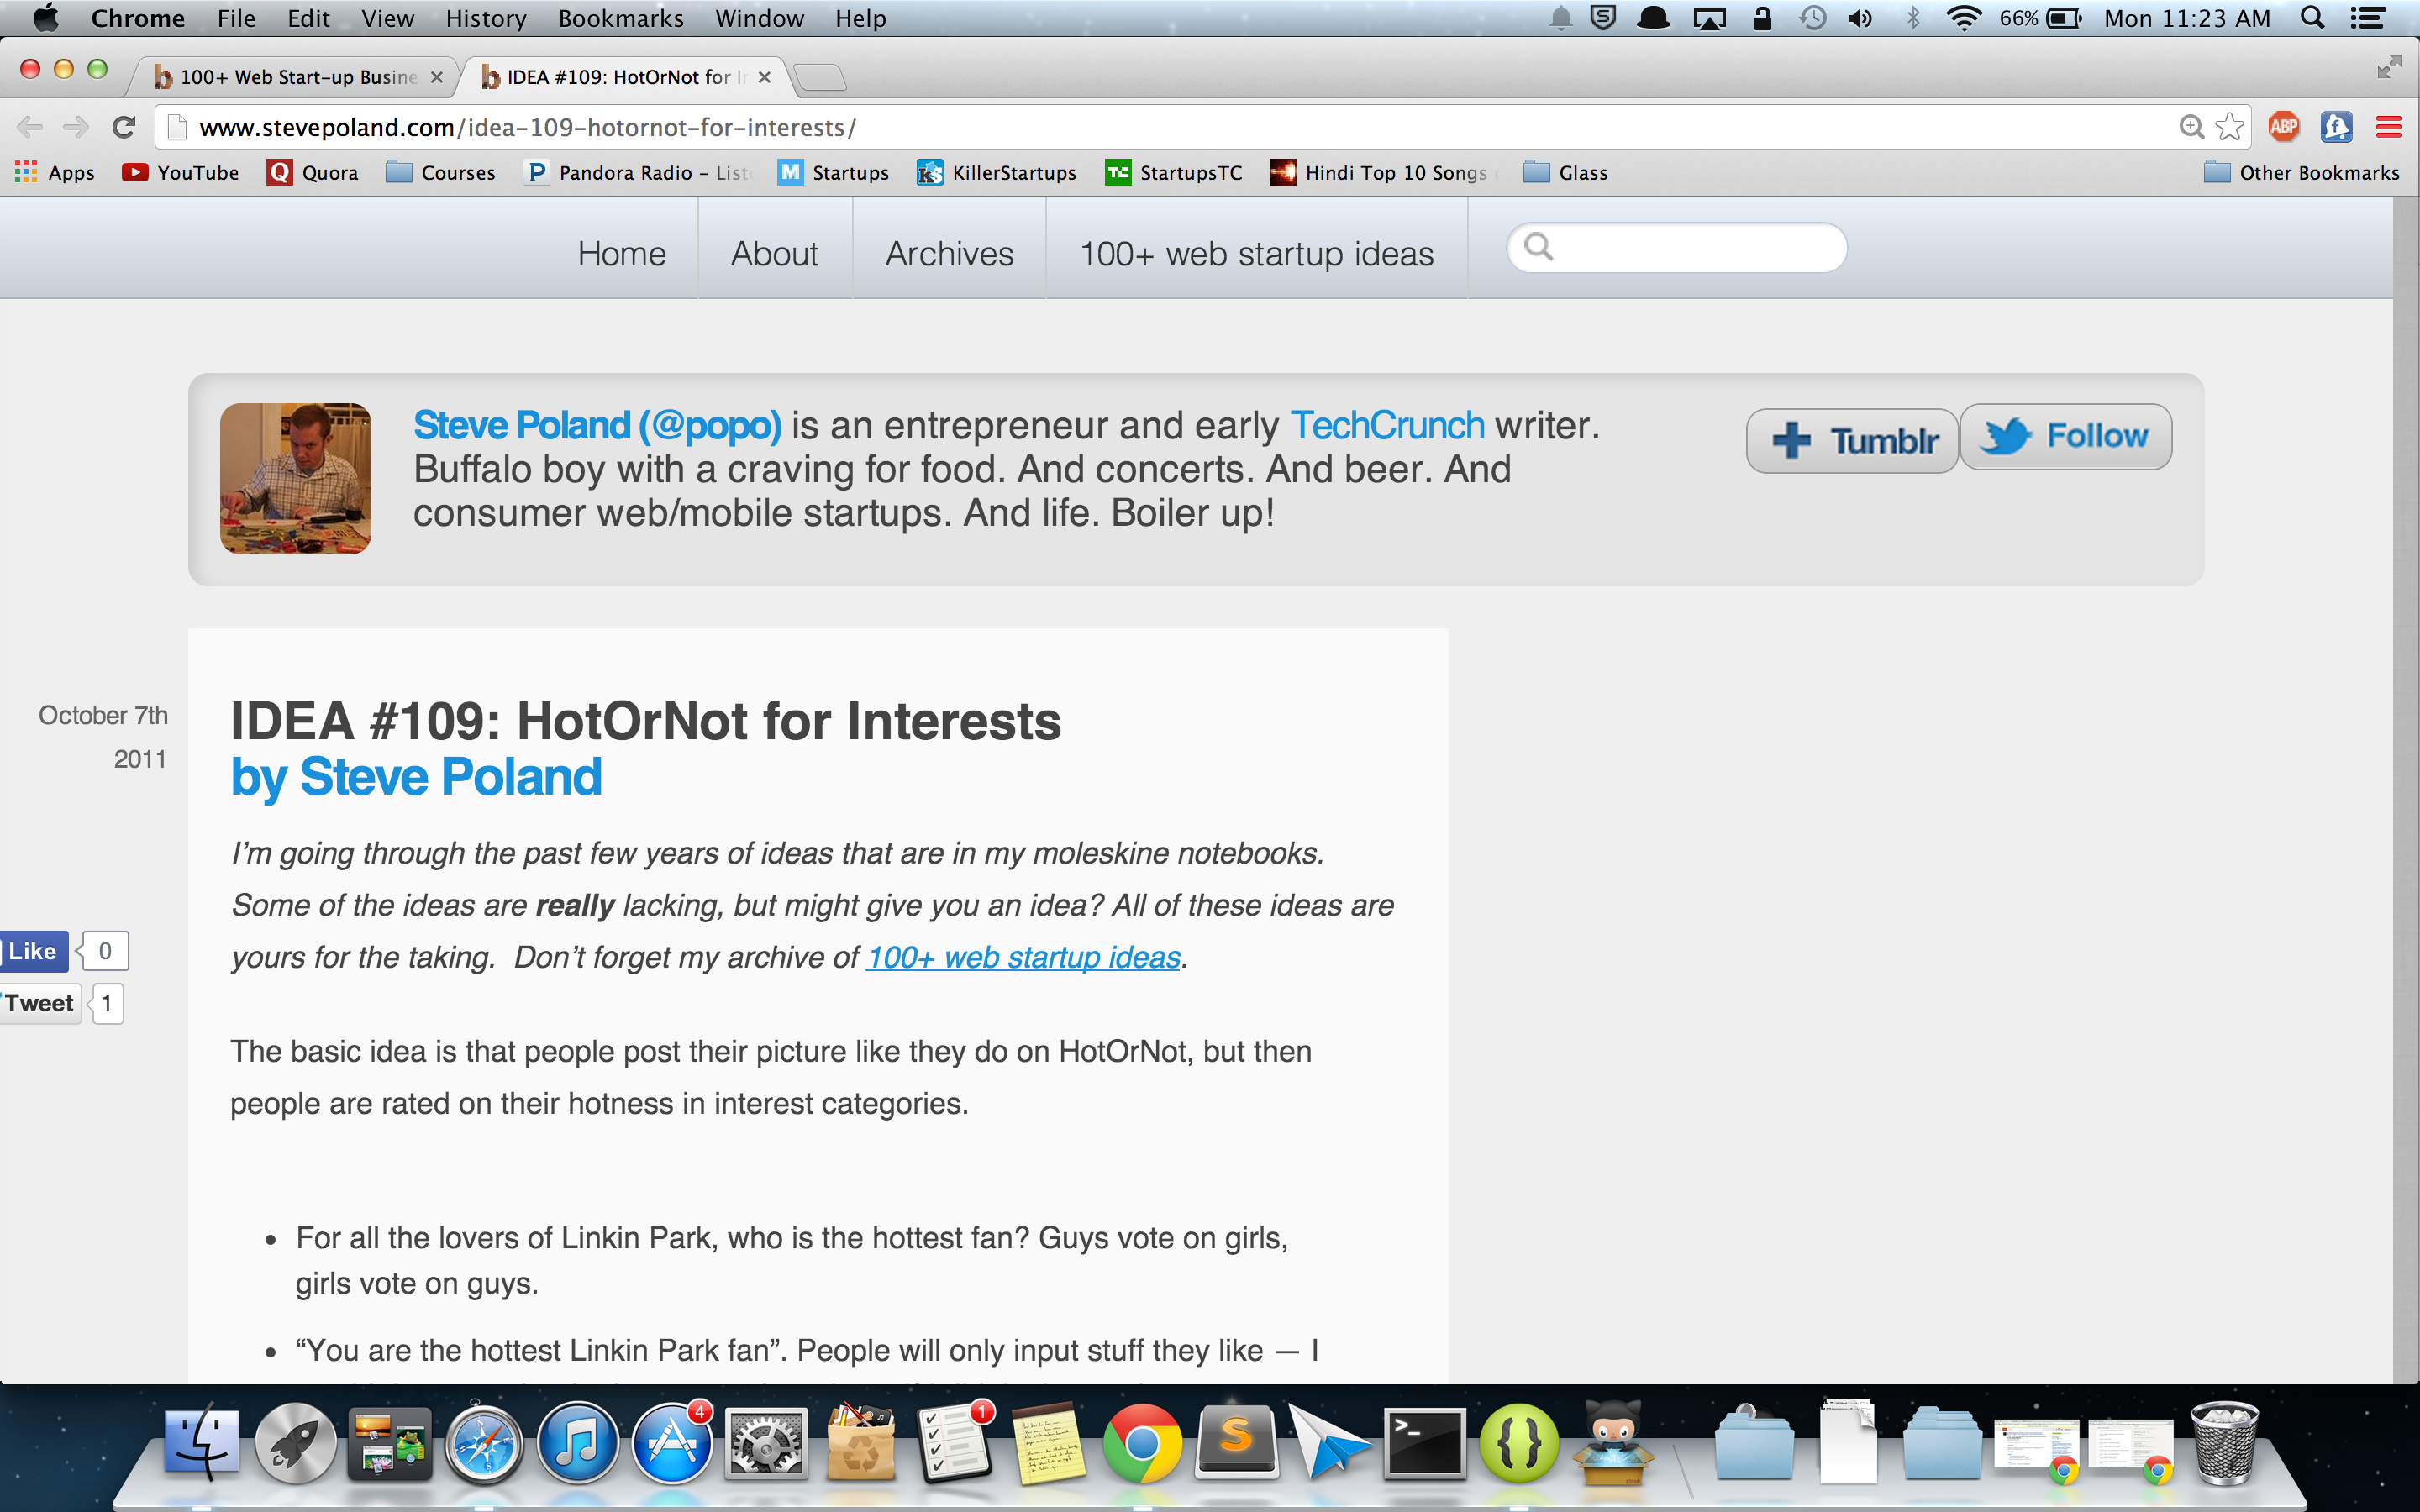 Chrome File Edit View History Bookmarks Window Help 66% Mon 11:23 AM
100+ Web Start-up Busine IDEA #109: HotOrNot for In
www.stevepoland.com/idea-109-hotornot-for-interests/
ABP
Apps YouTube Quora Courses Pandora Radio – List Startups KillerStartups StartupsTC Hindi Top 10 Songs Glass Other Bookmarks
Home About Archives 100+ web startup ideas
Steve Poland (@popo) is an entrepreneur and early TechCrunch writer.
Buffalo boy with a craving for food. And concerts. And beer. And
consumer web/mobile startups. And life. Boiler up!
Tumblr Follow
October 7th
2011
IDEA #109: HotOrNot for Interests
by Steve Poland
I’m going through the past few years of ideas that are in my moleskine notebooks.
Some of the ideas are really lacking, but might give you an idea? All of these ideas are
yours for the taking.  Don’t forget my archive of 100+ web startup ideas.
Like 0
Tweet 1
The basic idea is that people post their picture like they do on HotOrNot, but then
people are rated on their hotness in interest categories.
• For all the lovers of Linkin Park, who is the hottest fan? Guys vote on girls,
girls vote on guys.
• “You are the hottest Linkin Park fan”. People will only input stuff they like — I
4 1